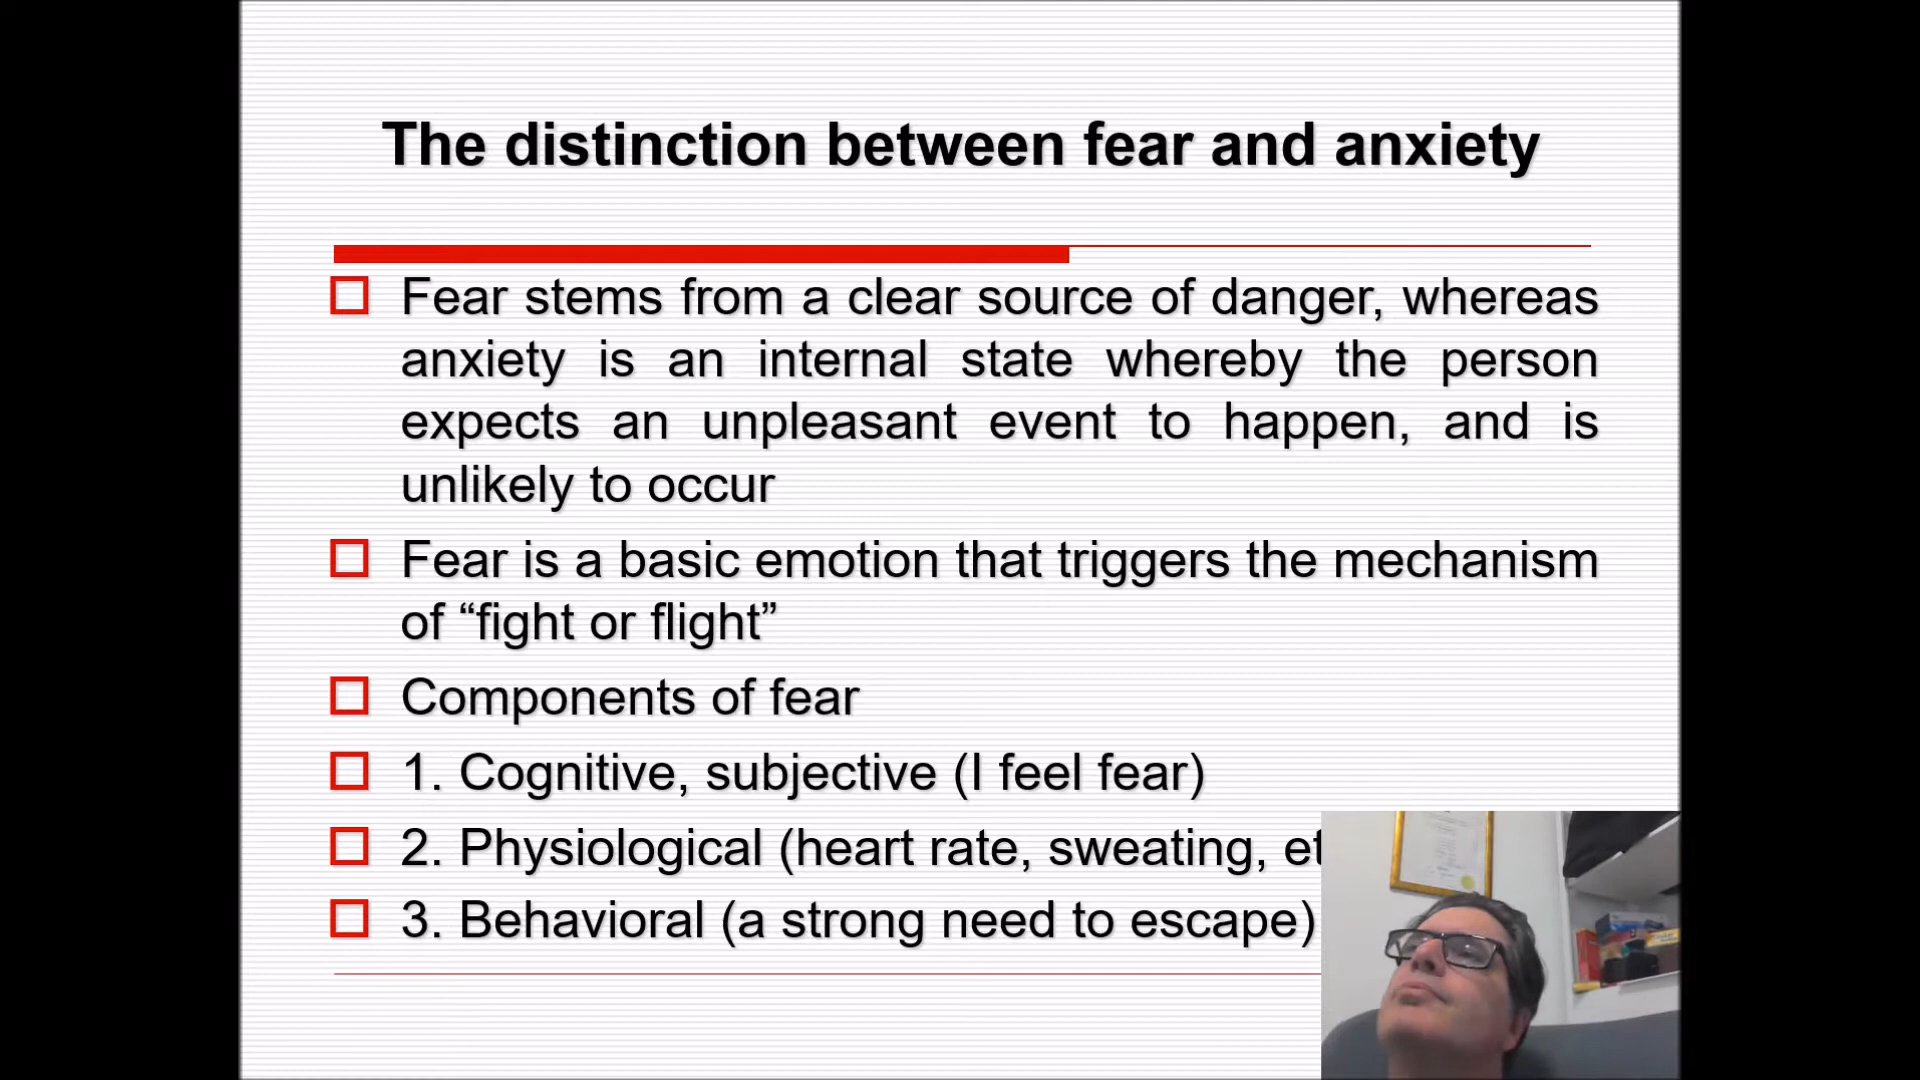 The distinction between fear and anxiety
Fear stems from a clear source of danger, whereas
anxiety is an internal state whereby the person
expects an unpleasant event to happen, and is
unlikely to occur
Fear is a basic emotion that triggers the mechanism
of “fight or flight”
Components of fear
1. Cognitive, subjective (I feel fear)
2. Physiological (heart rate, sweating,
3. Behavioral (a strong need to escape)